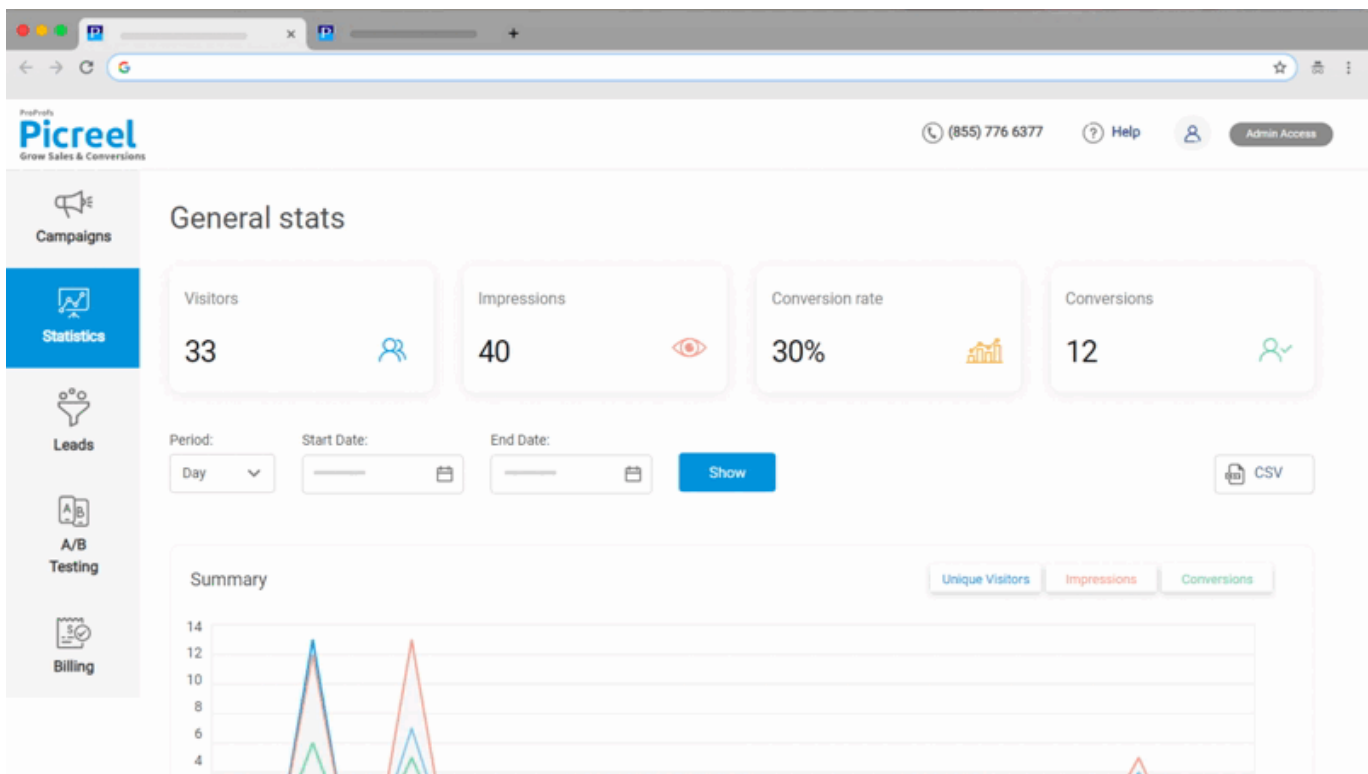 ProProfs
Picreel
Grow Sales & Conversions
(855) 776 6377
? Help
Admin Access
Campaigns
Statistics
Leads
A/B
Testing
Billing
General stats
Visitors
33
Impressions
40
Conversion rate
30%
Conversions
12
Period:
Day
Start Date:
End Date:
Show
CSV
Summary
Unique Visitors
Impressions
Conversions
14
12
10
8
6
4